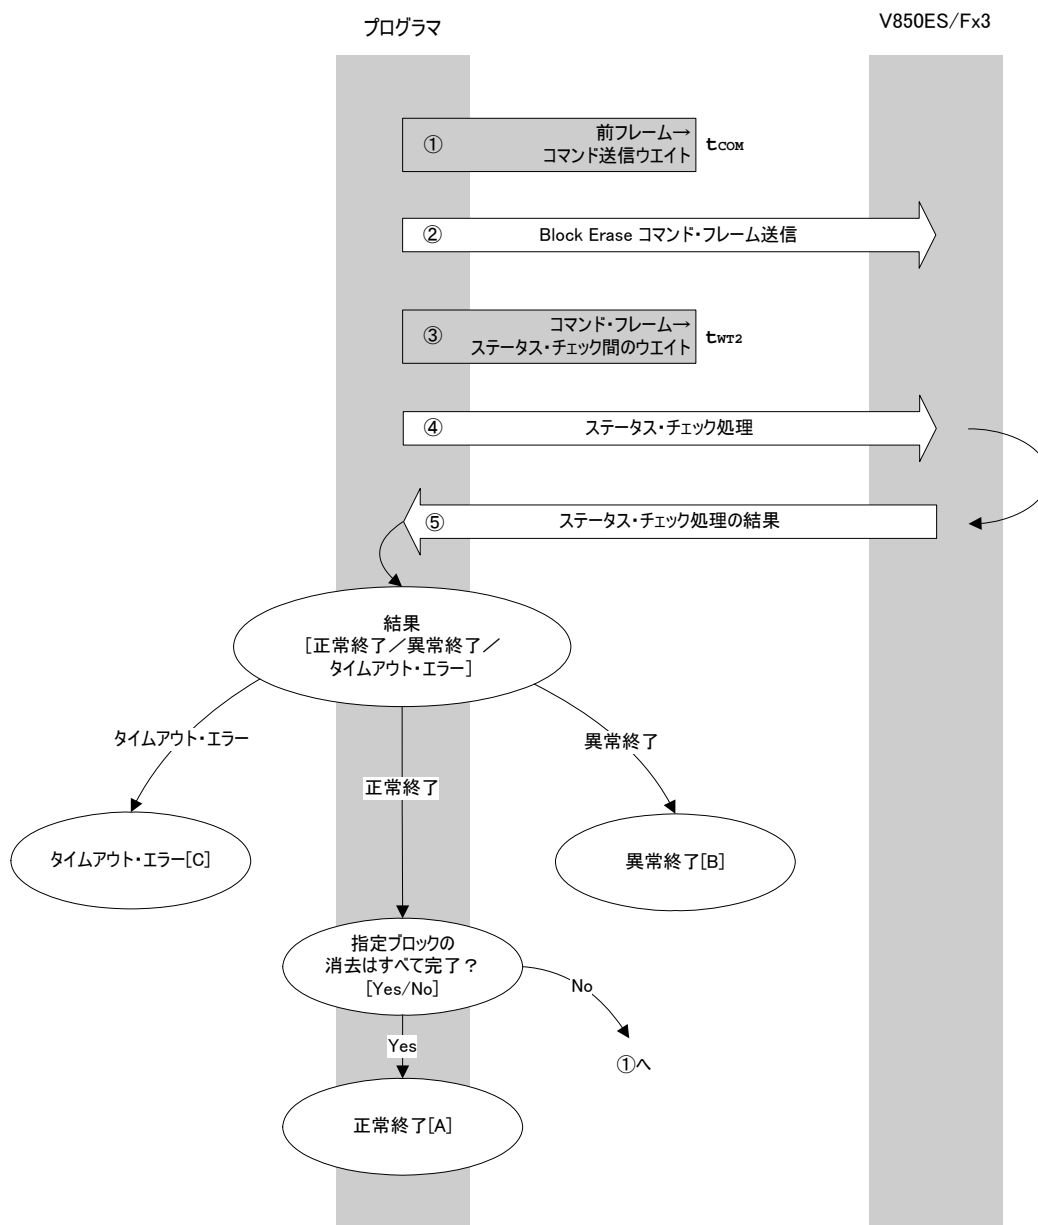 プログラマ
V850ES/Fx3
①
前フレーム→
コマンド送信ウエイト
tCOM
② Block Erase コマンド・フレーム送信
③
コマンド・フレーム→
ステータス・チェック間のウエイト
tWT2
④ ステータス・チェック処理
⑤ ステータス・チェック処理の結果
結果
[正常終了／異常終了／
タイムアウト・エラー]
タイムアウト・エラー
正常終了
異常終了
タイムアウト・エラー[C]
異常終了[B]
指定ブロックの
消去はすべて完了？
[Yes/No]
No
Yes
①へ
正常終了[A]